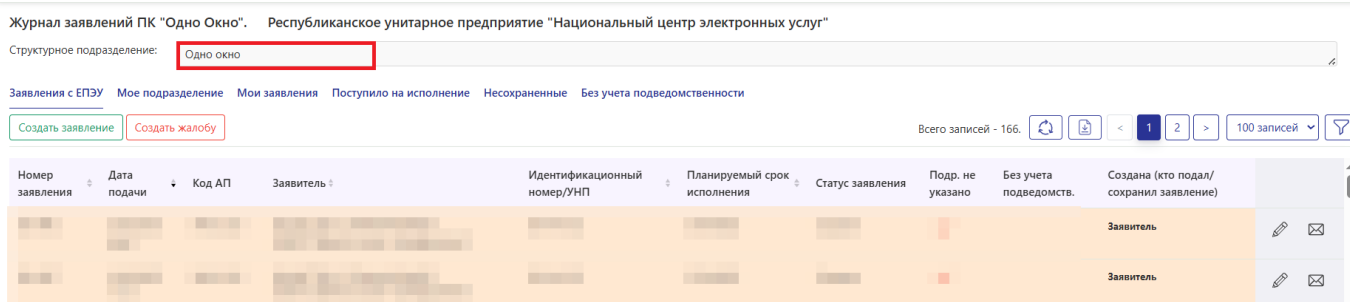 Журнал заявлений ПК "Одно Окно". Республиканское унитарное предприятие "Национальный центр электронных услуг"
Структурное подразделение: Одно окно
Заявления с ЕПЭУ Мое подразделение Мои заявления Поступило на исполнение Несохраненные Без учета подведомственности
Создать заявление Создать жалобу Всего записей - 166. < 1 2 > 100 записей
Номер заявления Дата подачи Код АП Заявитель Идентификационный номер/УНП Планируемый срок исполнения Статус заявления Подр. не указано Без учета подведомств. Создана (кто подал/ сохранил заявление)
Заявитель
Заявитель